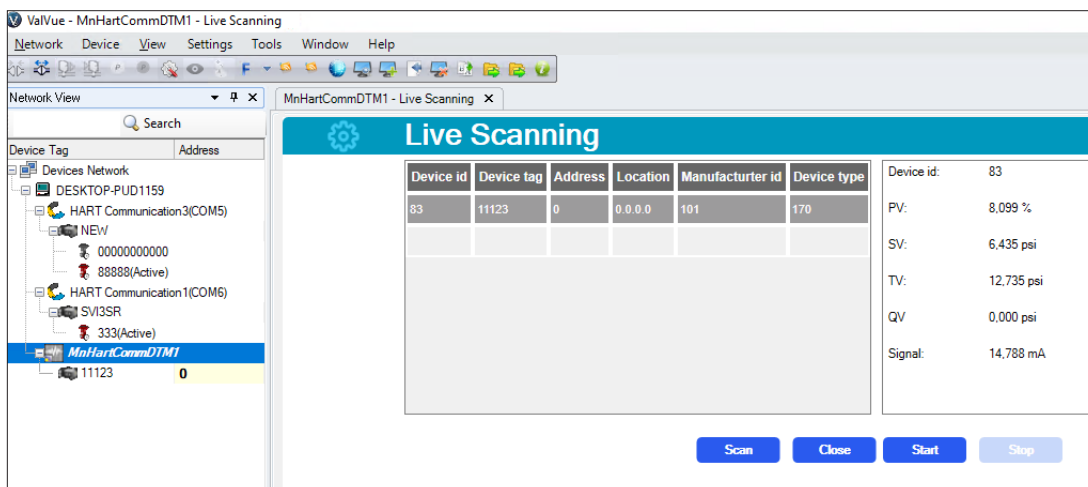 ValVue - MnHartCommDTM1 - Live Scanning
Network Device View Settings Tools Window Help
F
Network View
MnHartCommDTM1 - Live Scanning
Search
Live Scanning
Device Tag Address
Devices Network
DESKTOP-PUD1159
HART Communication3(COM5)
NEW
00000000000
88888(Active)
HART Communication1(COM6)
SVI3SR
333(Active)
MnHartCommDTM1
11123 0
Device id Device tag Address Location Manufacturter id Device type
83 11123 0 0.0.0.0 101 170
Device id: 83
PV: 8,099 %
SV: 6,435 psi
TV: 12,735 psi
QV 0,000 psi
Signal: 14,788 mA
Scan Close Start Stop